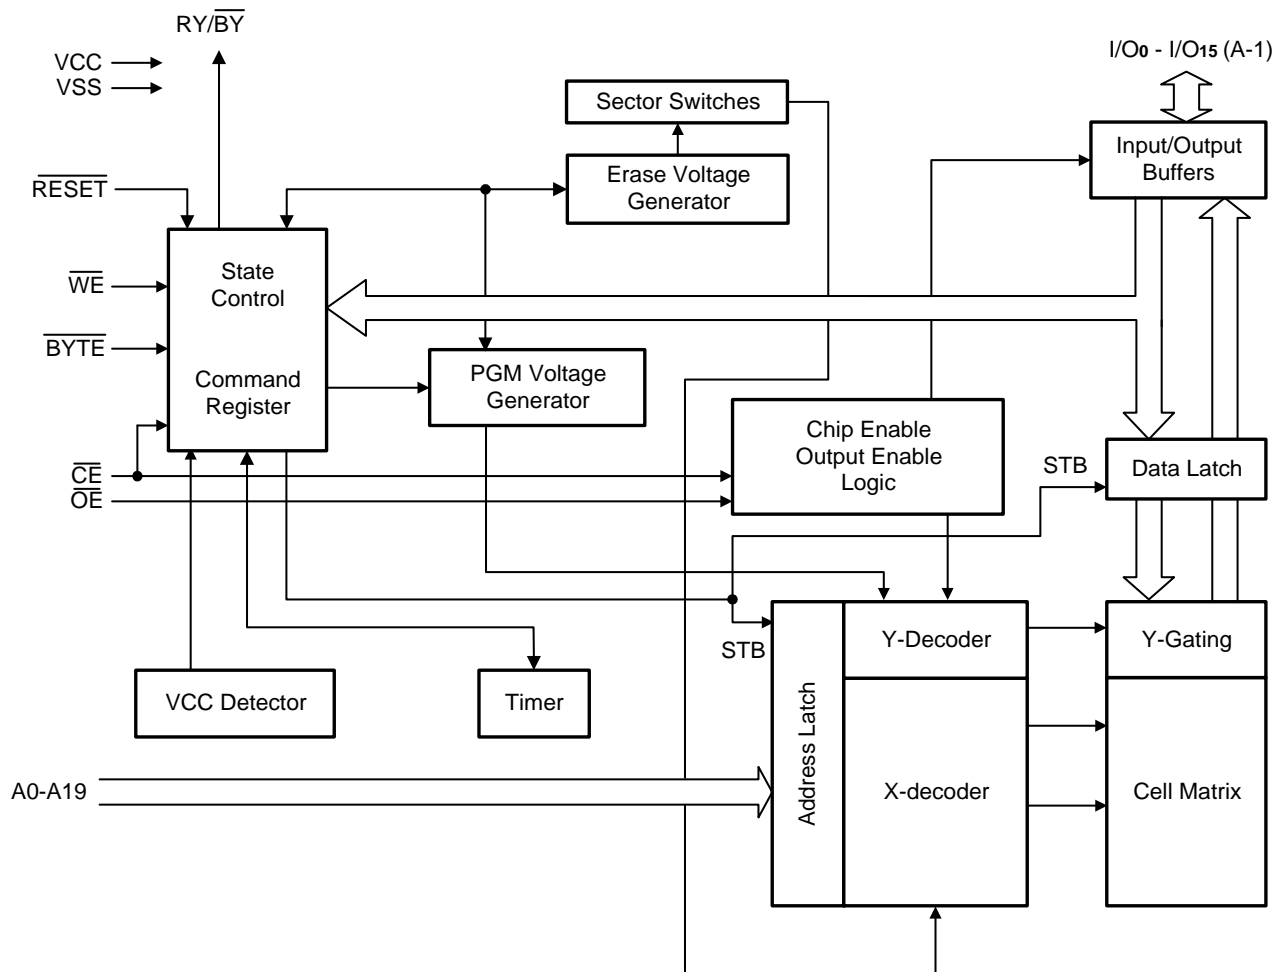 RY/BY
VCC
VSS
I/O0 - I/O15 (A-1)
Sector Switches
Input/Output
Buffers
RESET
Erase Voltage
Generator
State
Control
WE
BYTE
Command
Register
PGM Voltage
Generator
Chip Enable
Output Enable
Logic
CE
OE
STB
Data Latch
STB
Y-Decoder
Y-Gating
VCC Detector
Timer
Address Latch
A0-A19
X-decoder
Cell Matrix